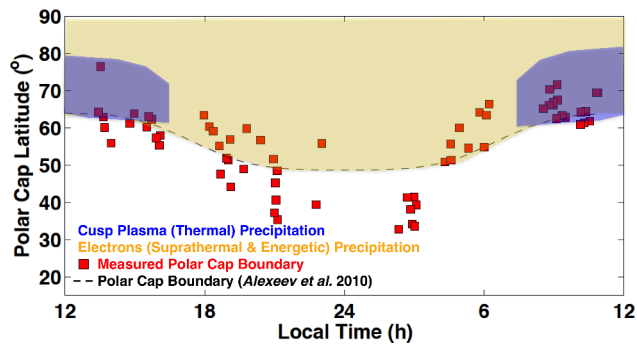 Polar Cap Latitude (°)
90
80
70
60
50
40
30
20
Cusp Plasma (Thermal) Precipitation
Electrons (Suprathermal & Energetic) Precipitation
Measured Polar Cap Boundary
Polar Cap Boundary (Alexeev et al. 2010)
12 18 24 6 12
Local Time (h)